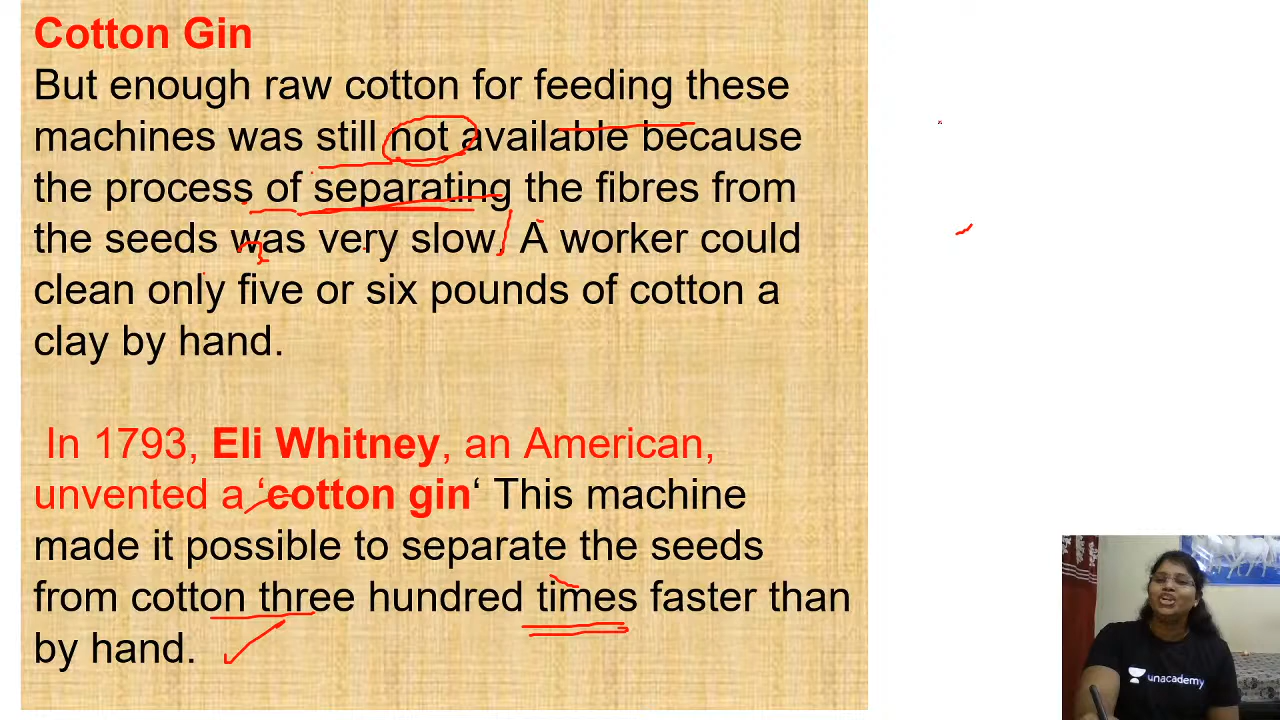 Cotton Gin
But enough raw cotton for feeding these
machines was still not available because
the process of separating the fibres from
the seeds was very slow. A worker could
clean only five or six pounds of cotton a
clay by hand.
In 1793, Eli Whitney, an American,
unvented a ‘cotton gin‘ This machine
made it possible to separate the seeds
from cotton three hundred times faster than
by hand.
unacademy